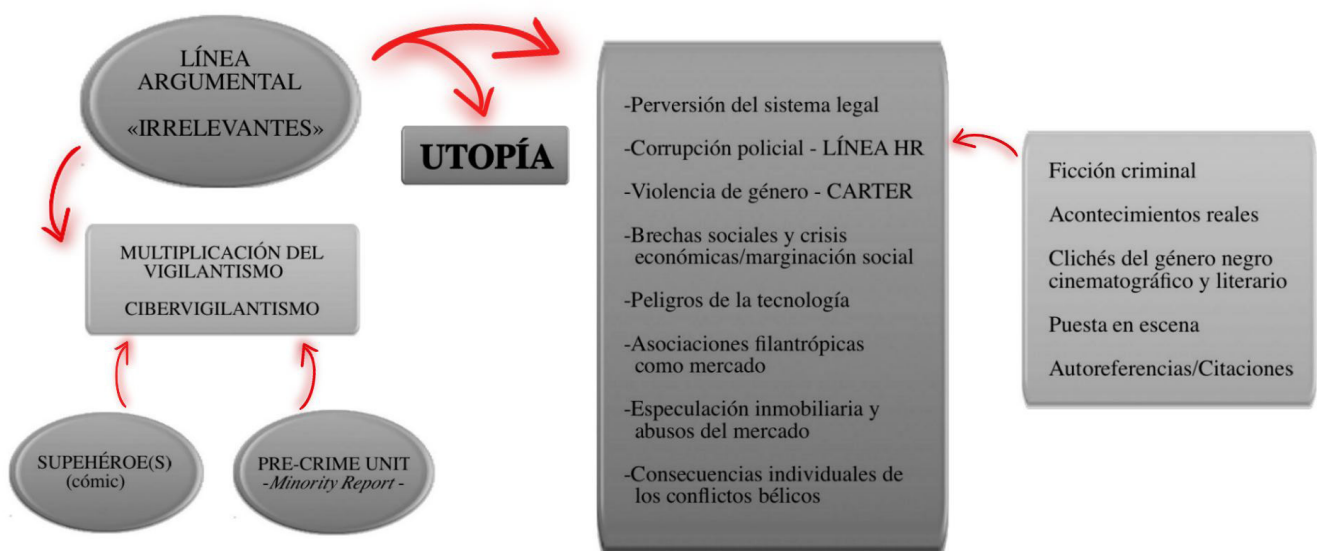 LÍNEA
ARGUMENTAL
«IRRELEVANTES»
UTOPÍA
MULTIPLICACIÓN DEL
VIGILANTISMO
CIBERVIGILANTISMO
SUPEHÉROE(S)
(cómic)
PRE-CRIME UNIT
-Minority Report -
-Perversión del sistema legal
-Corrupción policial - LÍNEA HR
-Violencia de género - CARTER
-Brechas sociales y crisis
económicas/marginación social
-Peligros de la tecnología
-Asociaciones filantrópicas
como mercado
-Especulación inmobiliaria y
abusos del mercado
-Consecuencias individuales de
los conflictos bélicos
Ficción criminal
Acontecimientos reales
Clichés del género negro
cinematográfico y literario
Puesta en escena
Autoreferencias/Citaciones